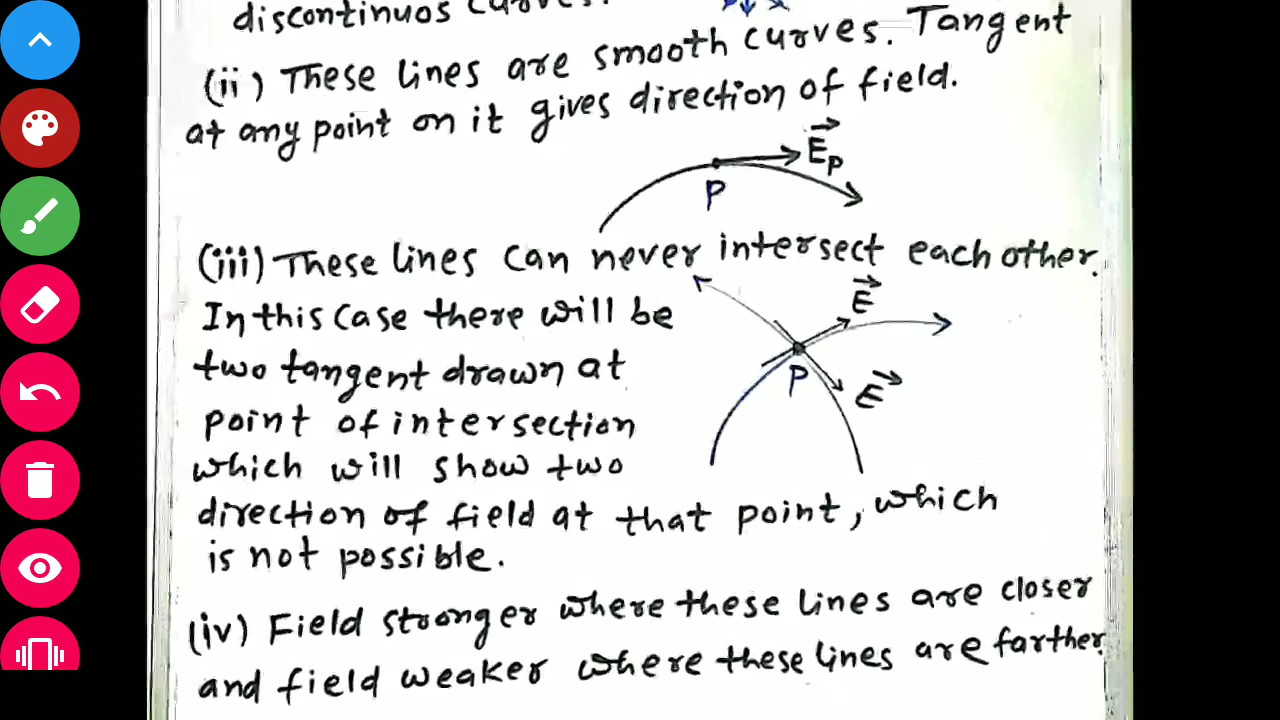 discontinuos curves.
(ii) These lines are smooth curves. Tangent
at any point on it gives direction of field.
E⃗p
P
(iii) These lines can never intersect each other.
In this case there will be
E⃗
two tangent drawn at
P
E⃗
point of intersection
which will show two
direction of field at that point, which
is not possible.
(iv) Field stronger where these lines are closer
and field weaker where these lines are farther.